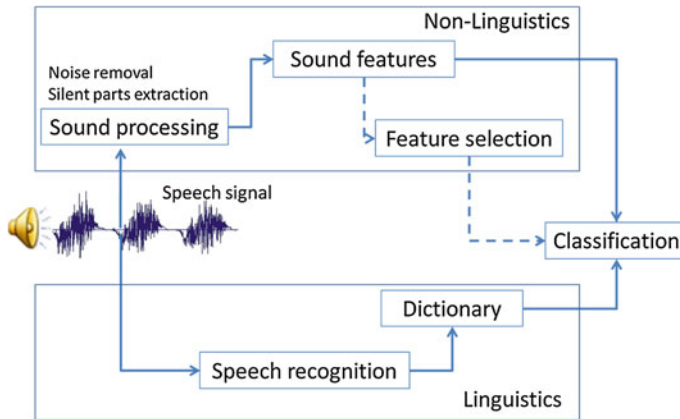 Non-Linguistics
Sound features
Noise removal
Silent parts extraction
Sound processing
Feature selection
Speech signal
Classification
Dictionary
Speech recognition
Linguistics